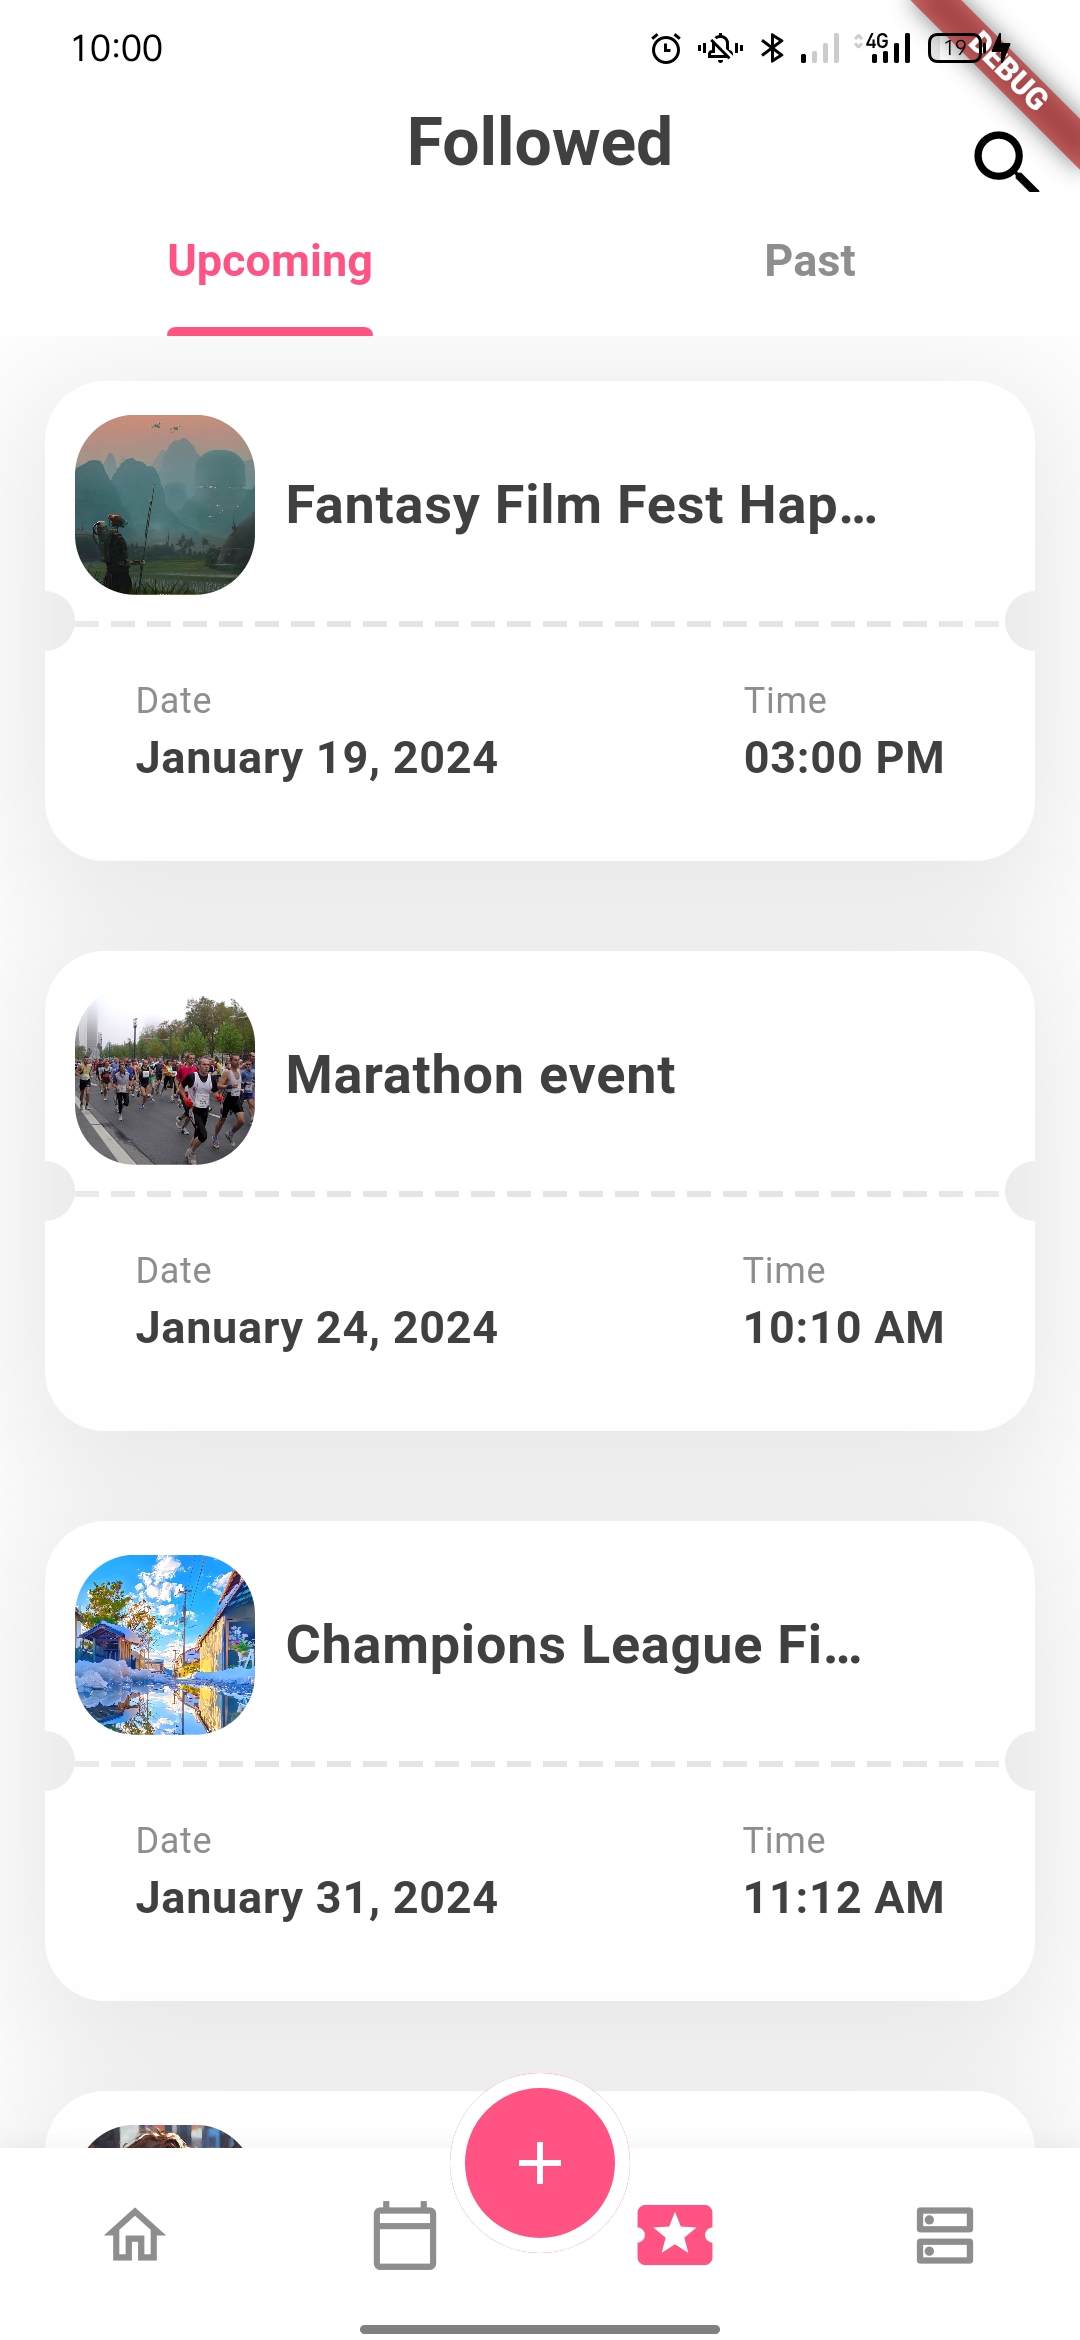 10:00
4G
19
DEBUG
Followed
Upcoming
Past
Fantasy Film Fest Hap...
Date
Time
January 19, 2024
03:00 PM
Marathon event
Date
Time
January 24, 2024
10:10 AM
Champions League Fi...
Date
Time
January 31, 2024
11:12 AM